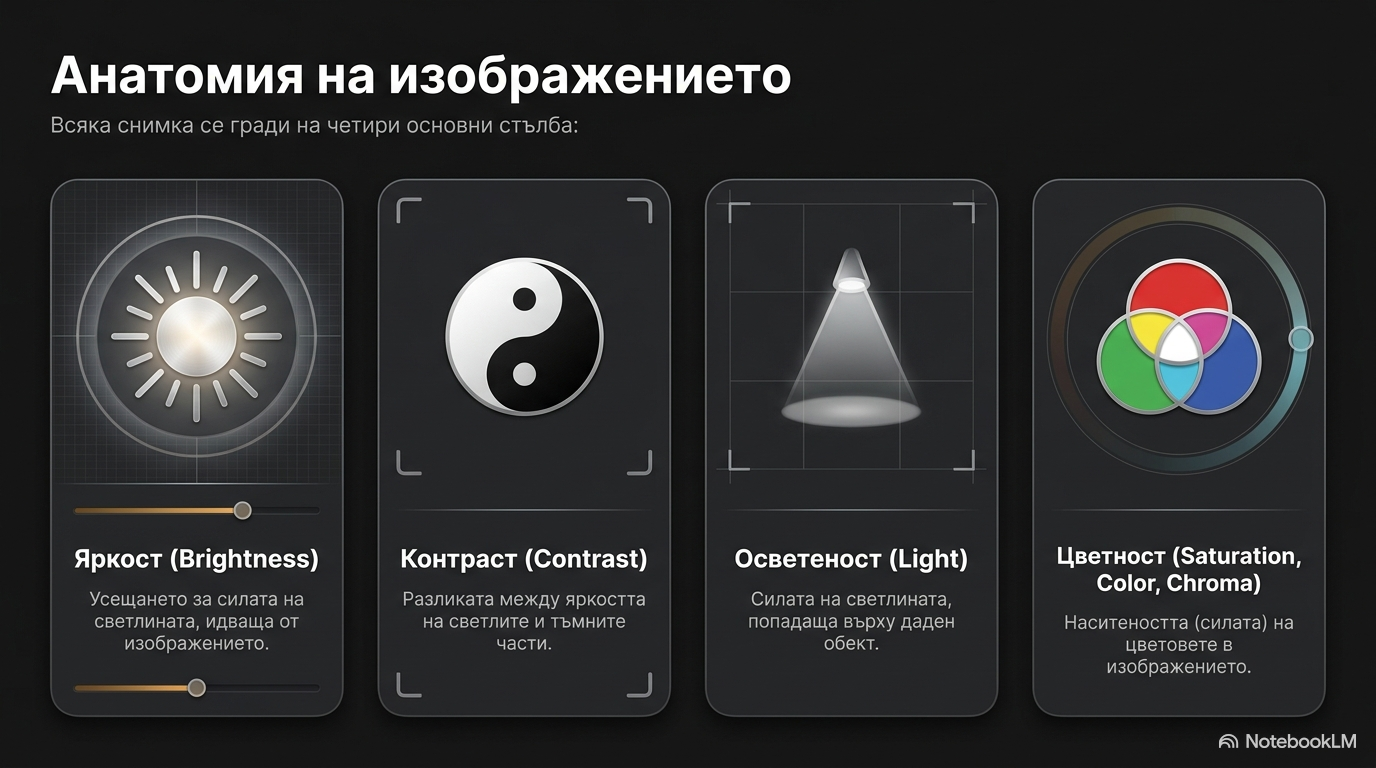 Анатомия на изображението
Всяка снимка се гради на четири основни стълба:
Яркост (Brightness)
Усещането за силата на
светлината, идваща от
изображението.
Контраст (Contrast)
Разликата между яркостта
на светлите и тъмните
части.
Осветеност (Light)
Силата на светлината,
попадаща върху даден
обект.
Цветност (Saturation,
Color, Chroma)
Наситеността (силата) на
цветовете в
изображението.
NotebookLM